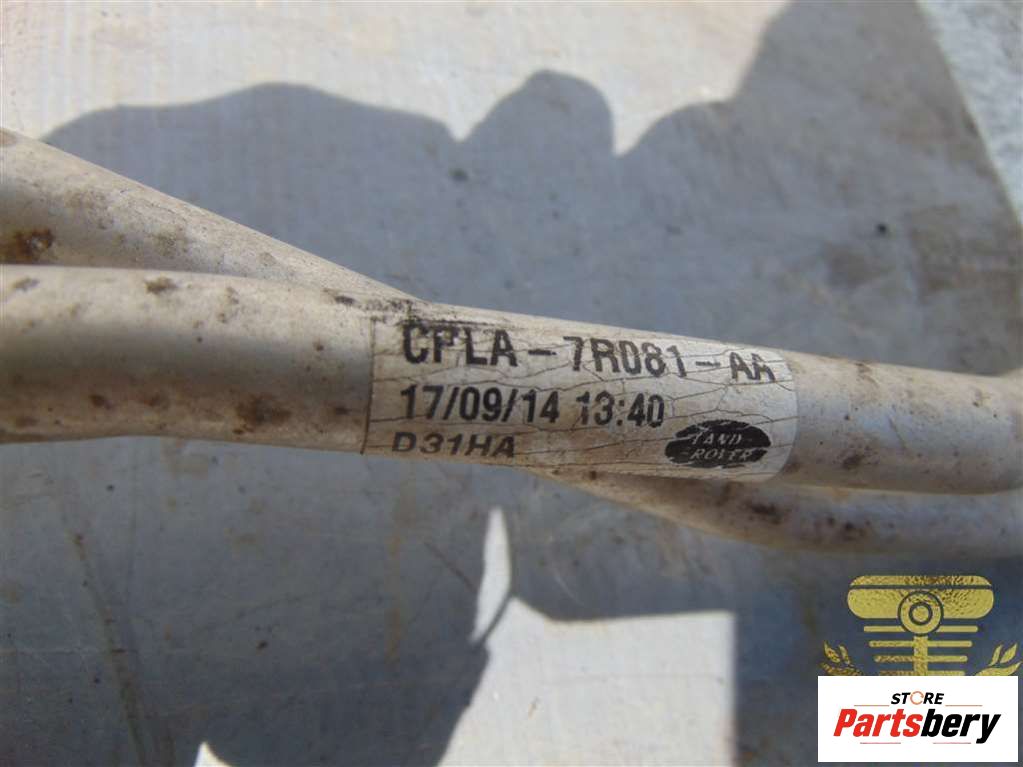 CPLA-7R081-AA
17/09/14 13:40
D31HA
LAND-
-ROVER
STORE
Partsbery